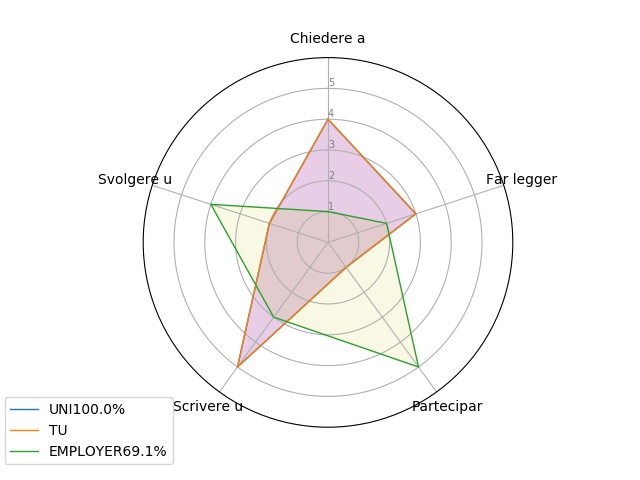 Chiedere a
5
4
3
2
1
Svolgere u
Far legger
Scrivere u
Partecipar
UNI100.0%
TU
EMPLOYER69.1%